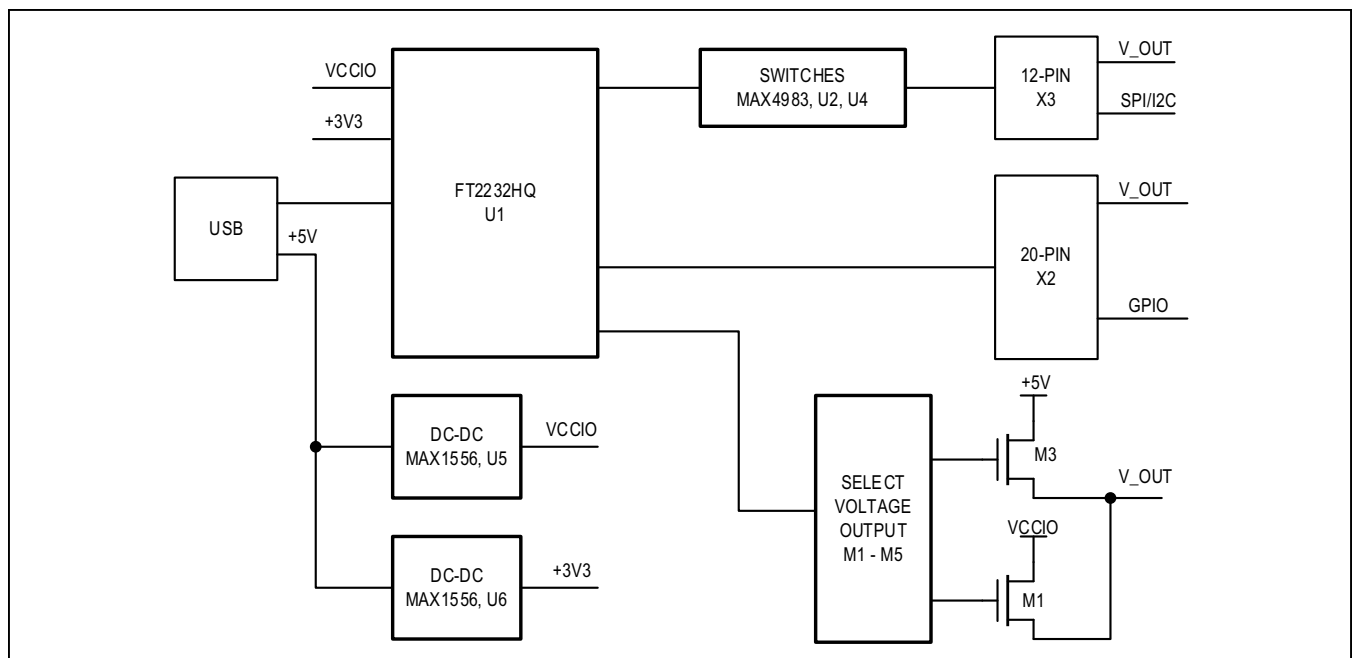 VCCIO
+3V3
USB
+5V
FT2232HQ
U1
SWITCHES
MAX4983, U2, U4
12-PIN
X3
V_OUT
SPI/I2C
20-PIN
X2
V_OUT
GPIO
DC-DC
MAX1556, U5
VCCIO
DC-DC
MAX1556, U6
+3V3
SELECT
VOLTAGE
OUTPUT
M1 - M5
+5V
M3
V_OUT
VCCIO
M1